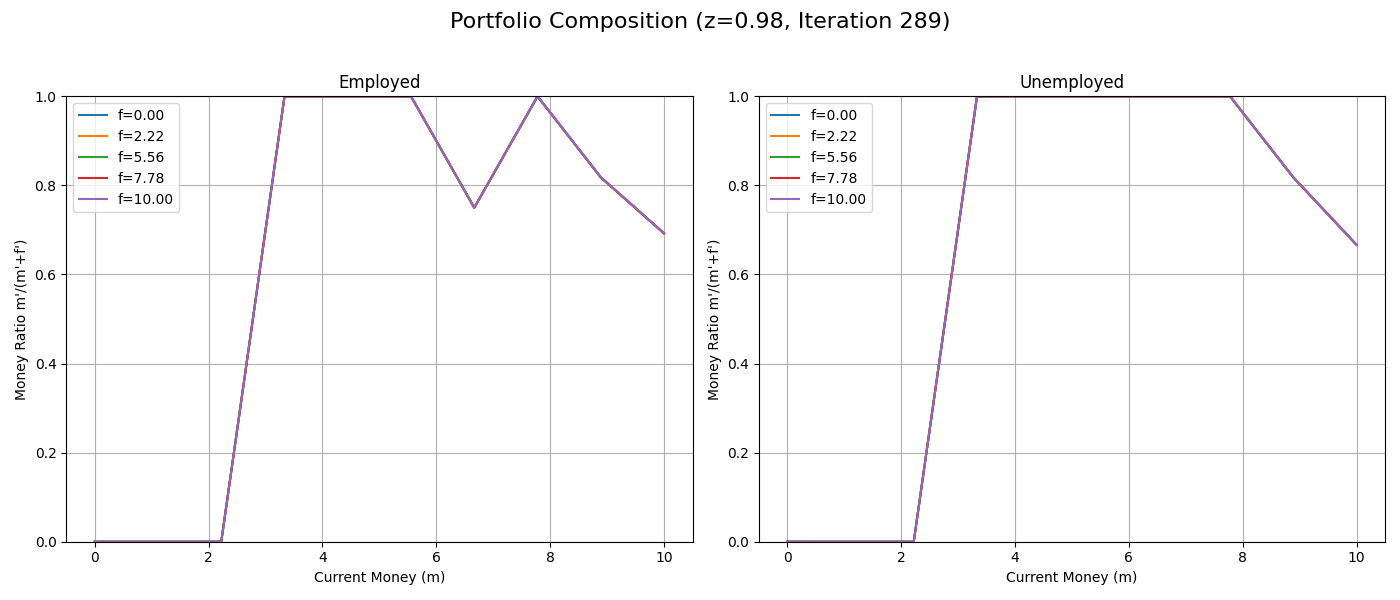 Portfolio Composition (z=0.98, Iteration 289)
Employed
1.0
0.8
0.6
0.4
0.2
0.0
Money Ratio m'/(m'+f')
f=0.00
f=2.22
f=5.56
f=7.78
f=10.00
0 2 4 6 8 10
Current Money (m)
Unemployed
1.0
0.8
0.6
0.4
0.2
0.0
Money Ratio m'/(m'+f')
f=0.00
f=2.22
f=5.56
f=7.78
f=10.00
0 2 4 6 8 10
Current Money (m)